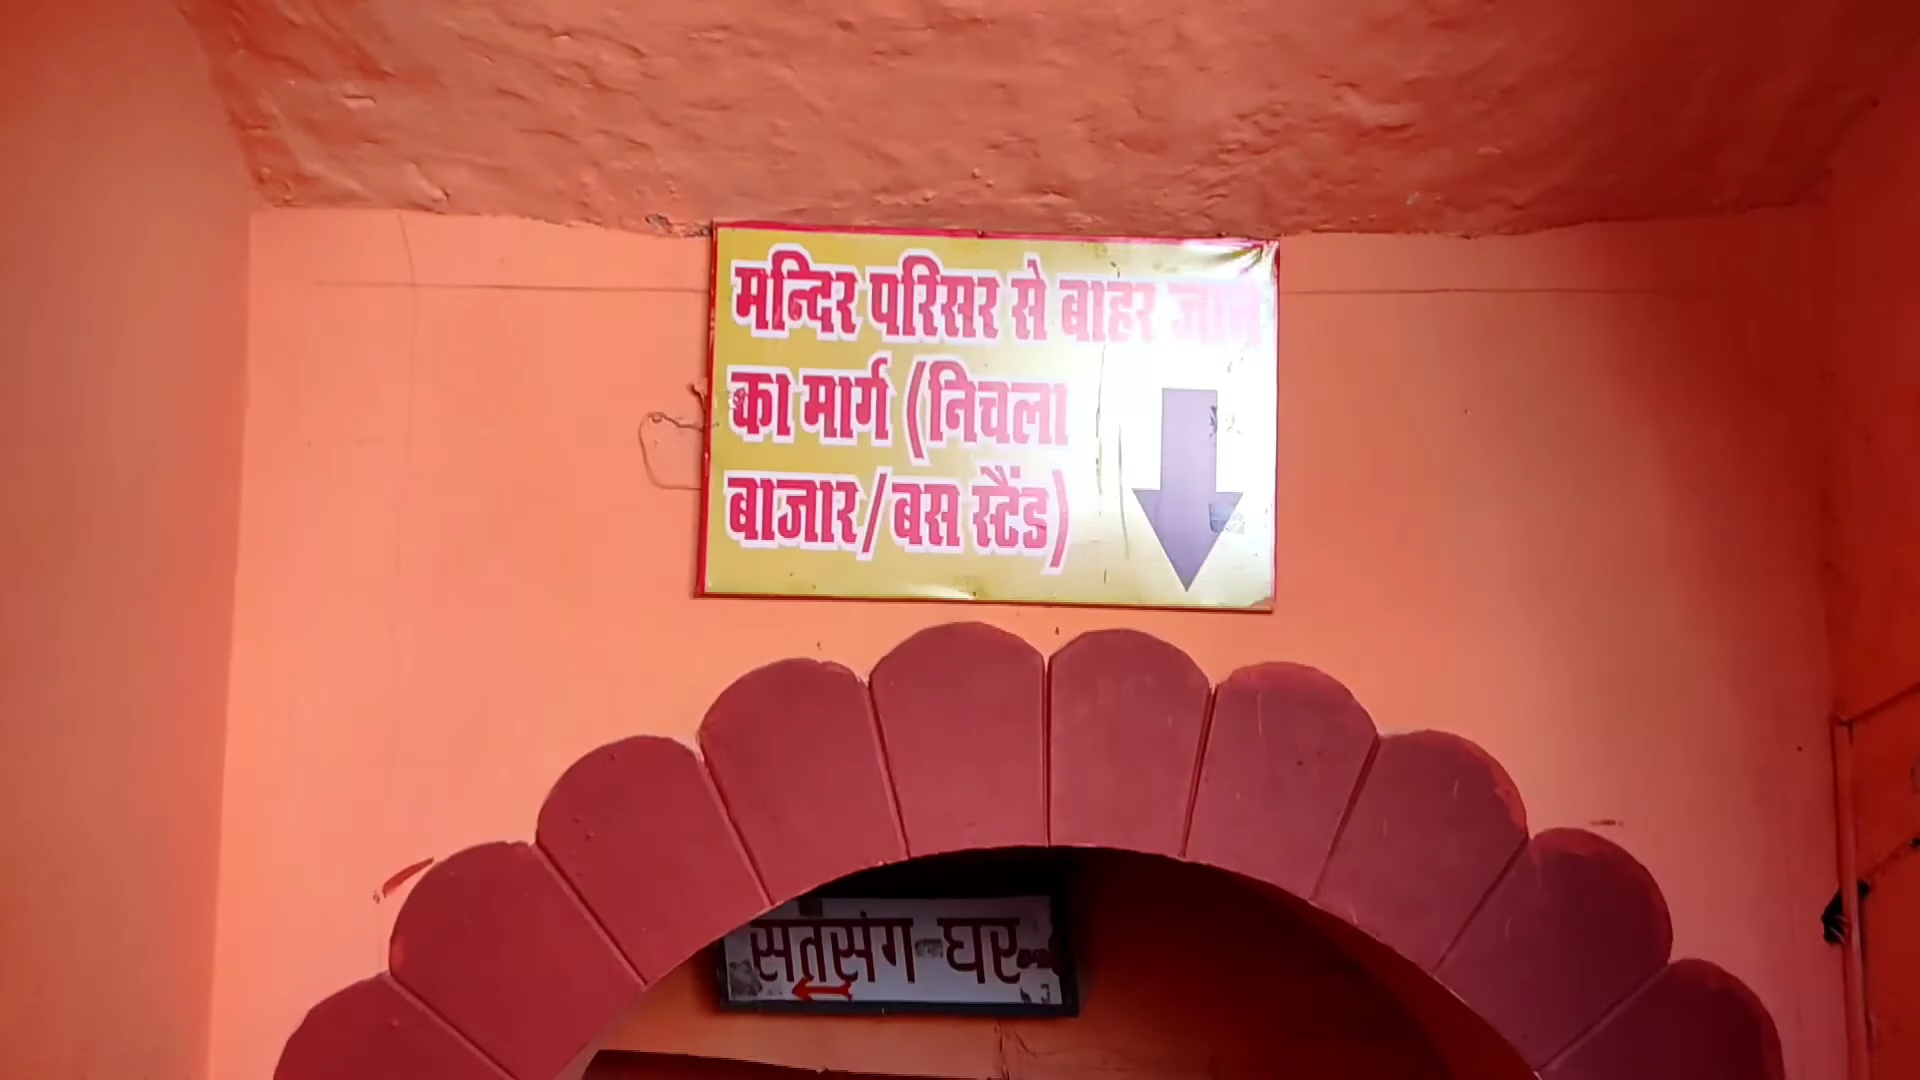 मन्दिर परिसर से बाहर जाने
का मार्ग (निचला
बाजार/बस स्टैंड)
सतसंग घर